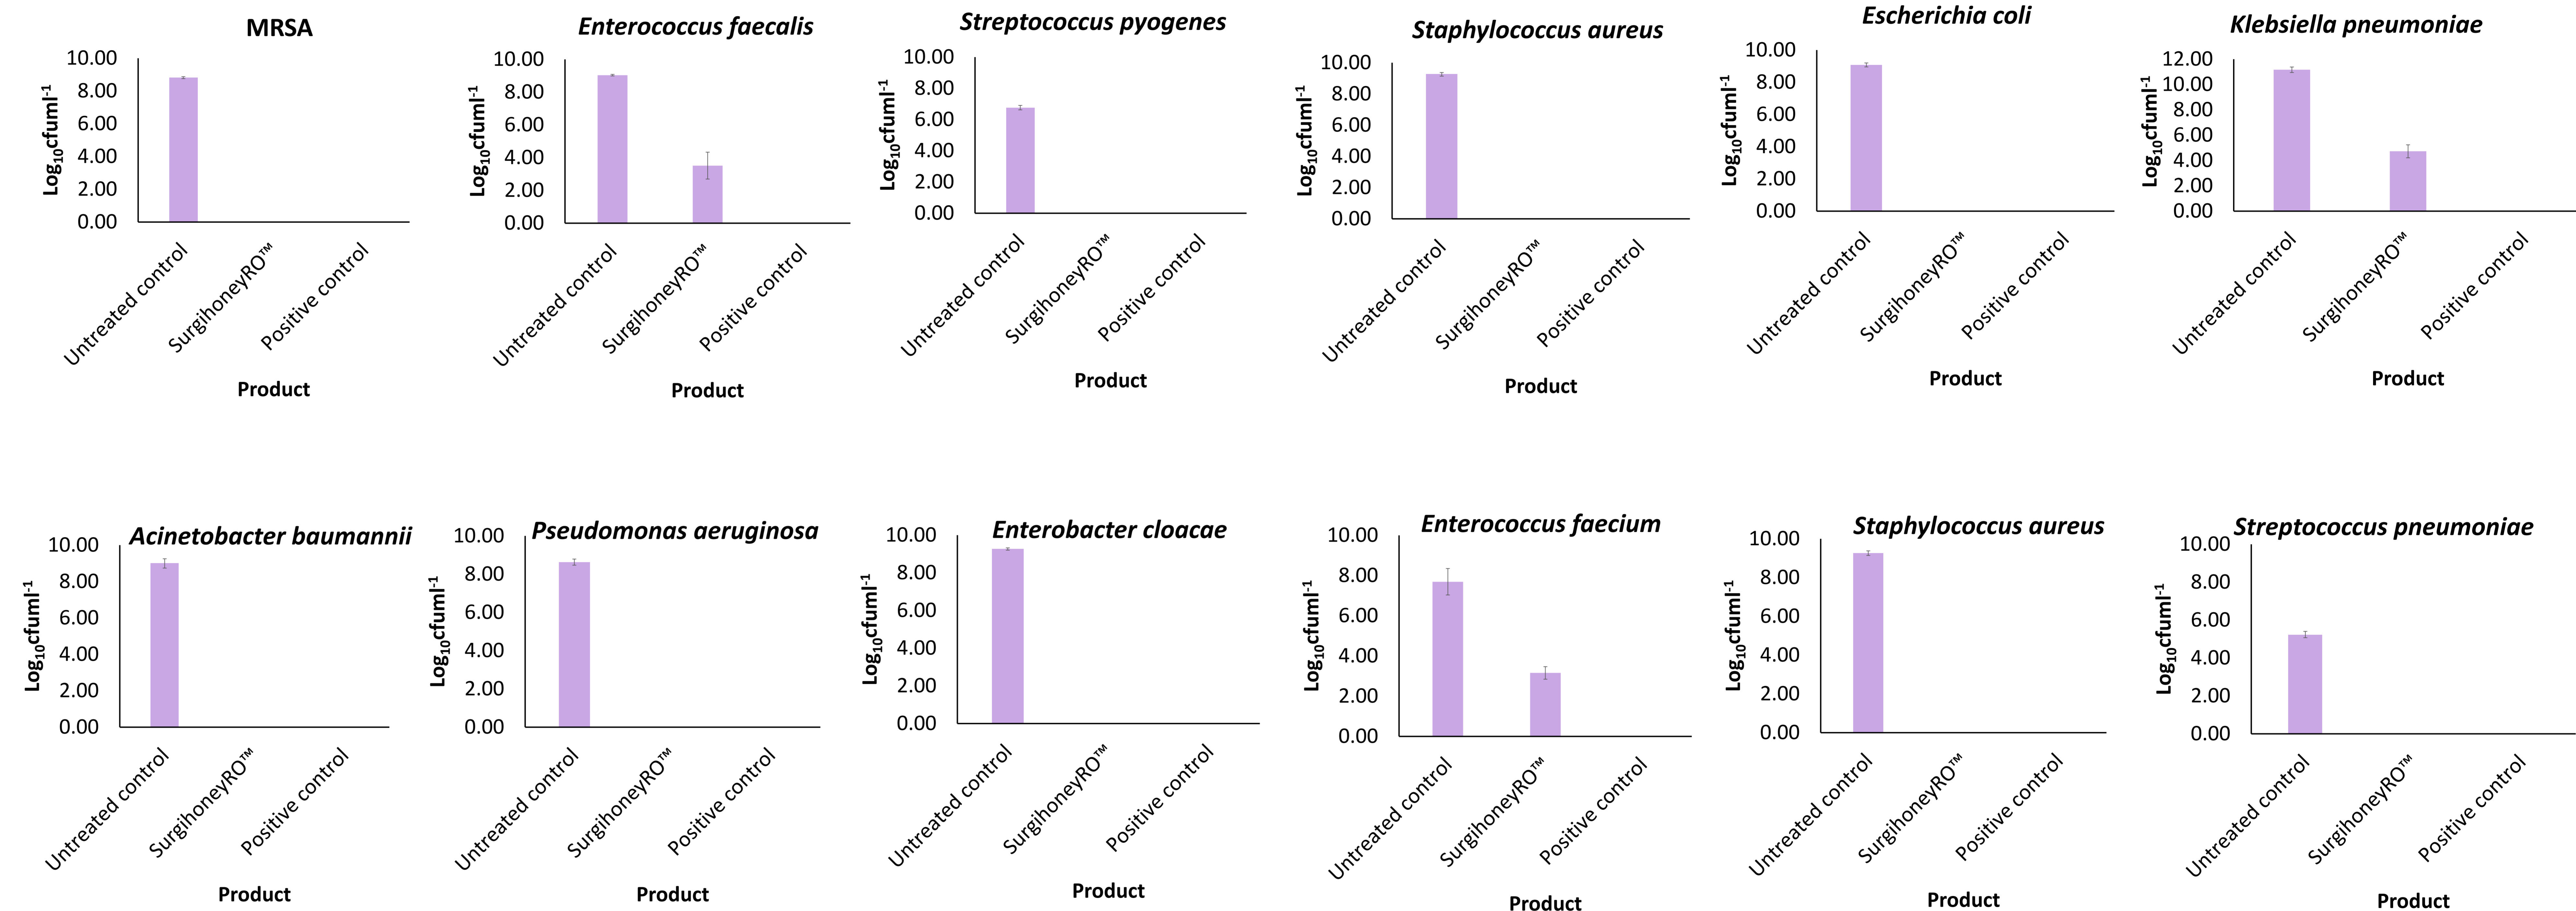 MRSA
Log10cfuml-1
10.00
8.00
6.00
4.00
2.00
0.00
Untreated control
SurgihoneyRO™
Positive control
Product
Enterococcus faecalis
Log10cfuml-1
10.00
8.00
6.00
4.00
2.00
0.00
Untreated control
SurgihoneyRO™
Positive control
Product
Streptococcus pyogenes
Log10cfuml-1
10.00
8.00
6.00
4.00
2.00
0.00
Untreated control
SurgihoneyRO™
Positive control
Product
Staphylococcus aureus
Log10cfuml-1
10.00
8.00
6.00
4.00
2.00
0.00
Untreated control
SurgihoneyRO™
Positive control
Product
Escherichia coli
Log10cfuml-1
10.00
8.00
6.00
4.00
2.00
0.00
Untreated control
SurgihoneyRO™
Positive control
Product
Klebsiella pneumoniae
Log10cfuml-1
12.00
10.00
8.00
6.00
4.00
2.00
0.00
Untreated control
SurgihoneyRO™
Positive control
Product
Acinetobacter baumannii
Log10cfuml-1
10.00
8.00
6.00
4.00
2.00
0.00
Untreated control
SurgihoneyRO™
Positive control
Product
Pseudomonas aeruginosa
Log10cfuml-1
10.00
8.00
6.00
4.00
2.00
0.00
Untreated control
SurgihoneyRO™
Positive control
Product
Enterobacter cloacae
Log10cfuml-1
10.00
8.00
6.00
4.00
2.00
0.00
Untreated control
SurgihoneyRO™
Positive control
Product
Enterococcus faecium
Log10cfuml-1
10.00
8.00
6.00
4.00
2.00
0.00
Untreated control
SurgihoneyRO™
Positive control
Product
Staphylococcus aureus
Log10cfuml-1
10.00
8.00
6.00
4.00
2.00
0.00
Untreated control
SurgihoneyRO™
Positive control
Product
Streptococcus pneumoniae
Log10cfuml-1
10.00
8.00
6.00
4.00
2.00
0.00
Untreated control
SurgihoneyRO™
Positive control
Product